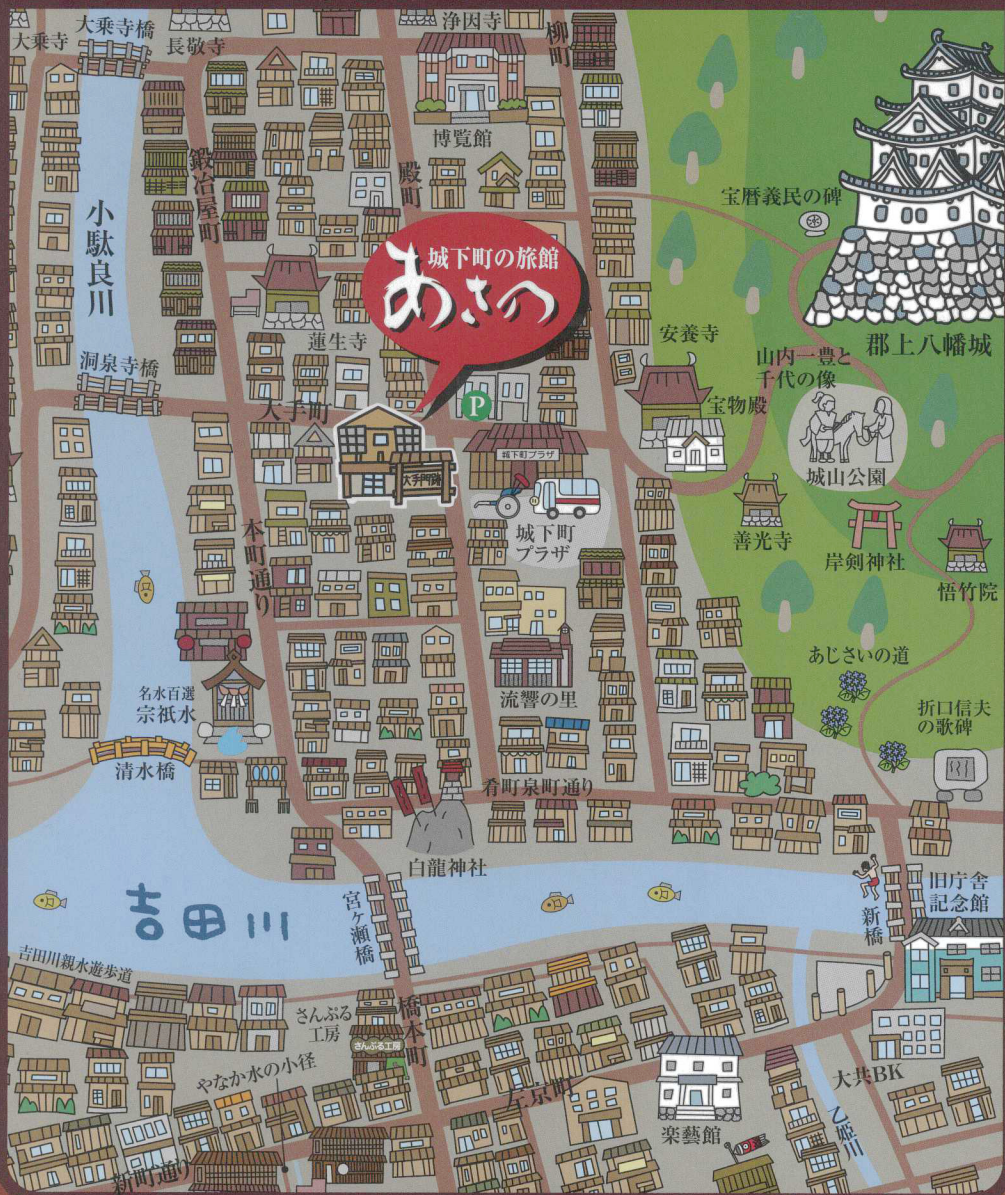 大乗寺
大乗寺橋
長敬寺
浄因寺
柳町
博覧館
鍛冶屋町
殿町
小駄良川
宝暦義民の碑
城下町の旅館
あさの
蓮生寺
安養寺
郡上八幡城
洞泉寺橋
山内一豊と
千代の像
大手町
P
宝物殿
城下町プラザ
大手門跡
城山公園
本町通り
城下町
プラザ
善光寺
岸剣神社
悟竹院
あじさいの道
名水百選
宗祇水
流響の里
折口信夫
の歌碑
清水橋
肴町泉町通り
白龍神社
吉田川
宮ヶ瀬橋
新橋
旧庁舎
記念館
吉田川親水遊歩道
さんぷる
工房
さんぷる工房
橋本町
やなか水の小径
左京町
楽藝館
大共BK
乙姫川
新町通り